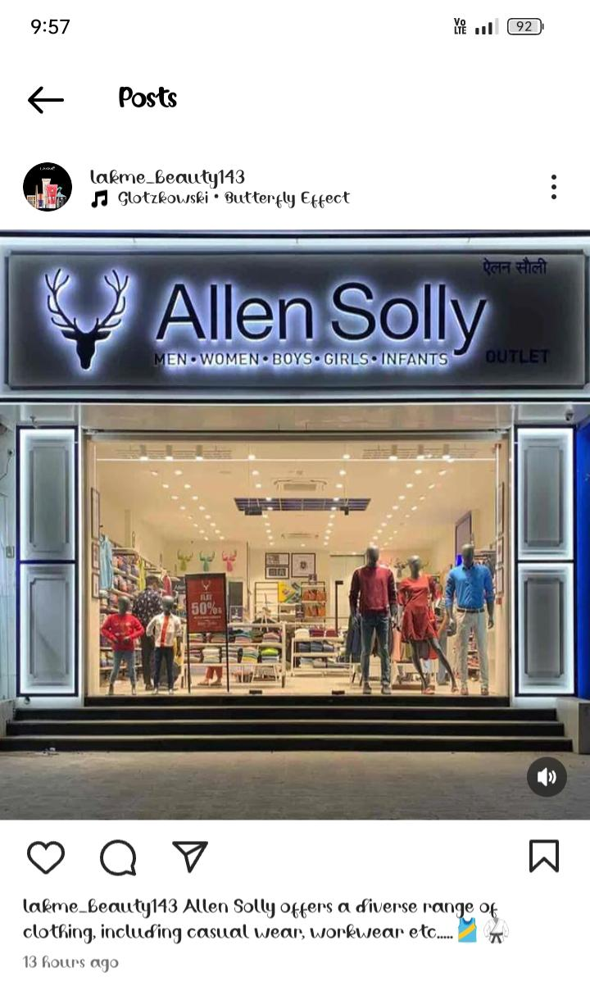 9:57
Vo
LTE
92
Posts
lakme_beauty143
Glotzkowski • Butterfly Effect
ऐलन सौली
Allen Solly
MEN • WOMEN • BOYS • GIRLS • INFANTS
OUTLET
FLAT
50%
lakme_beauty143 Allen Solly offers a diverse range of
clothing, including casual wear, workwear etc.....
13 hours ago